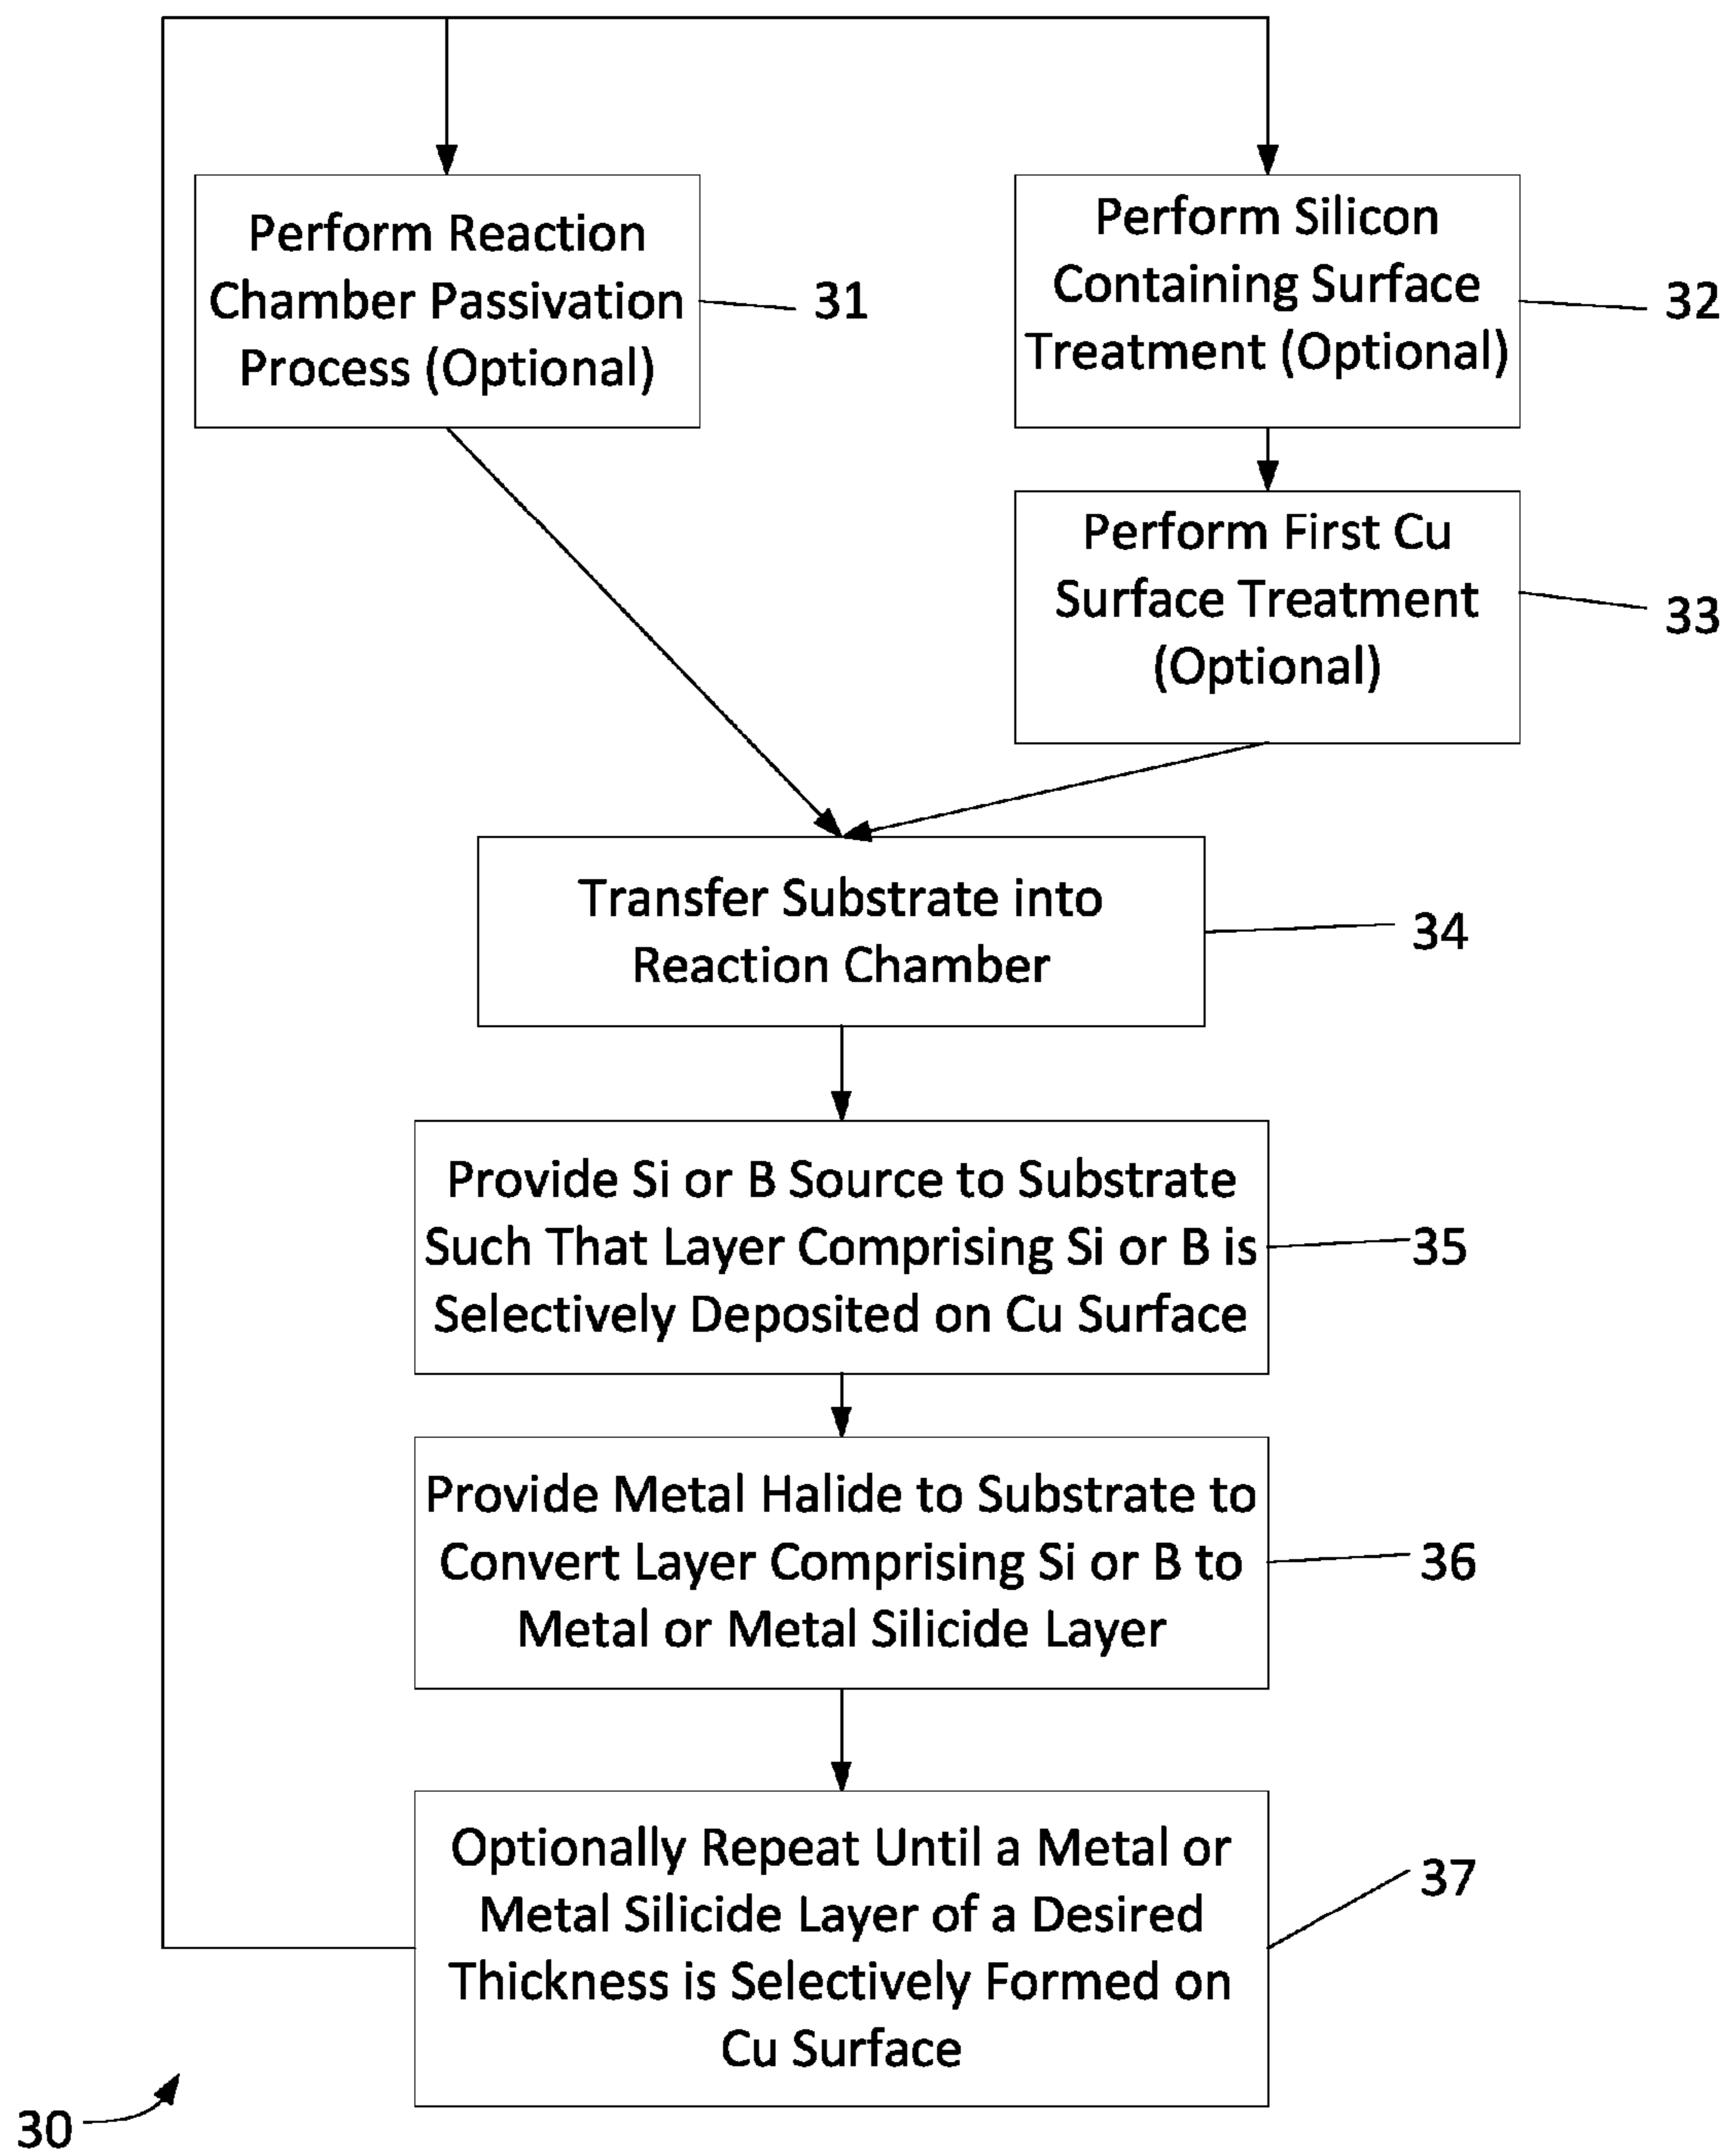 Perform Reaction
Chamber Passivation
Process (Optional)
31
Perform Silicon
Containing Surface
Treatment (Optional)
32
Perform First Cu
Surface Treatment
(Optional)
33
Transfer Substrate into
Reaction Chamber
34
Provide Si or B Source to Substrate
Such That Layer Comprising Si or B is
Selectively Deposited on Cu Surface
35
Provide Metal Halide to Substrate to
Convert Layer Comprising Si or B to
Metal or Metal Silicide Layer
36
Optionally Repeat Until a Metal or
Metal Silicide Layer of a Desired
Thickness is Selectively Formed on
Cu Surface
37
30